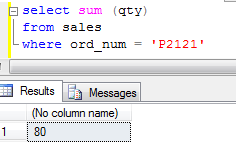 select sum (qty)
from sales
where ord_num = 'P2121'
Results Messages
(No column name)
1 80